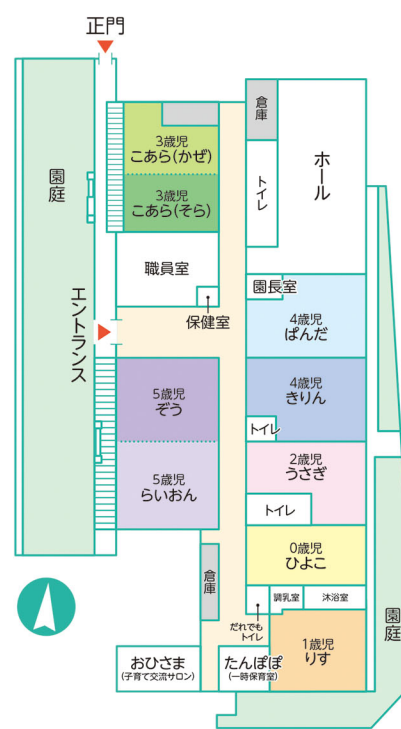 正門
園庭
3歳児
こあら(かぜ)
3歳児
こあら(そら)
職員室
保健室
エントランス
5歳児
ぞう
5歳児
らいおん
倉庫
トイレ
ホール
園長室
4歳児
ぱんだ
4歳児
きりん
トイレ
2歳児
うさぎ
トイレ
0歳児
ひよこ
調乳室
沐浴室
だれでも
トイレ
倉庫
1歳児
りす
園庭
おひさま
(子育て交流サロン)
たんぽぽ
(一時保育室)